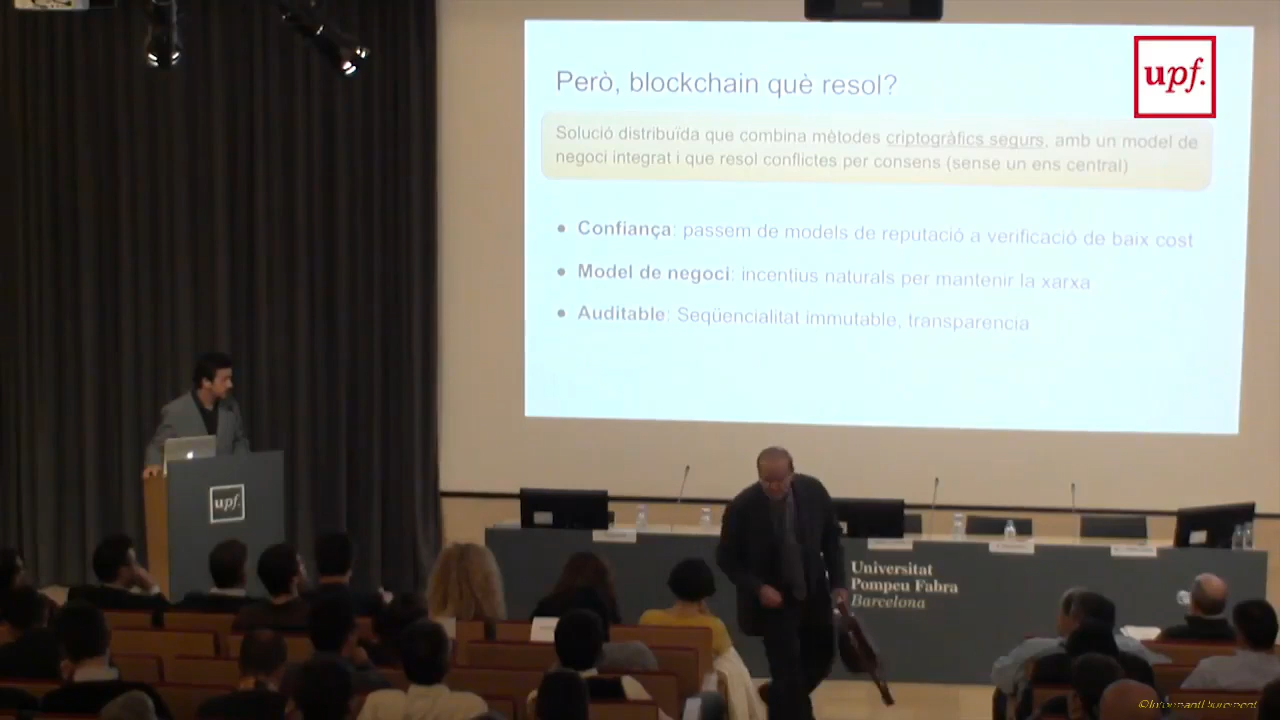 upf.
Però, blockchain què resol?
Solució distribuïda que combina mètodes criptogràfics segurs, amb un model de
negoci integrat i que resol conflictes per consens (sense un ens central)
● Confiança: passem de models de reputació a verificació de baix cost
● Model de negoci: incentius naturals per mantenir la xarxa
● Auditable: Seqüencialitat immutable, transparencia
upf.
Universitat
Pompeu Fabra
Barcelona